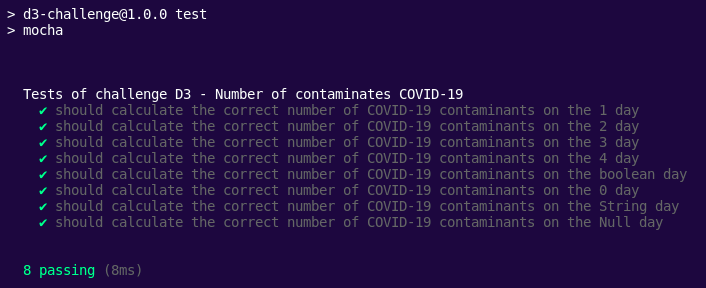 > d3-challenge@1.0.0 test
> mocha
Tests of challenge D3 - Number of contaminates COVID-19
✔ should calculate the correct number of COVID-19 contaminants on the 1 day
✔ should calculate the correct number of COVID-19 contaminants on the 2 day
✔ should calculate the correct number of COVID-19 contaminants on the 3 day
✔ should calculate the correct number of COVID-19 contaminants on the 4 day
✔ should calculate the correct number of COVID-19 contaminants on the boolean day
✔ should calculate the correct number of COVID-19 contaminants on the 0 day
✔ should calculate the correct number of COVID-19 contaminants on the String day
✔ should calculate the correct number of COVID-19 contaminants on the Null day
8 passing (8ms)